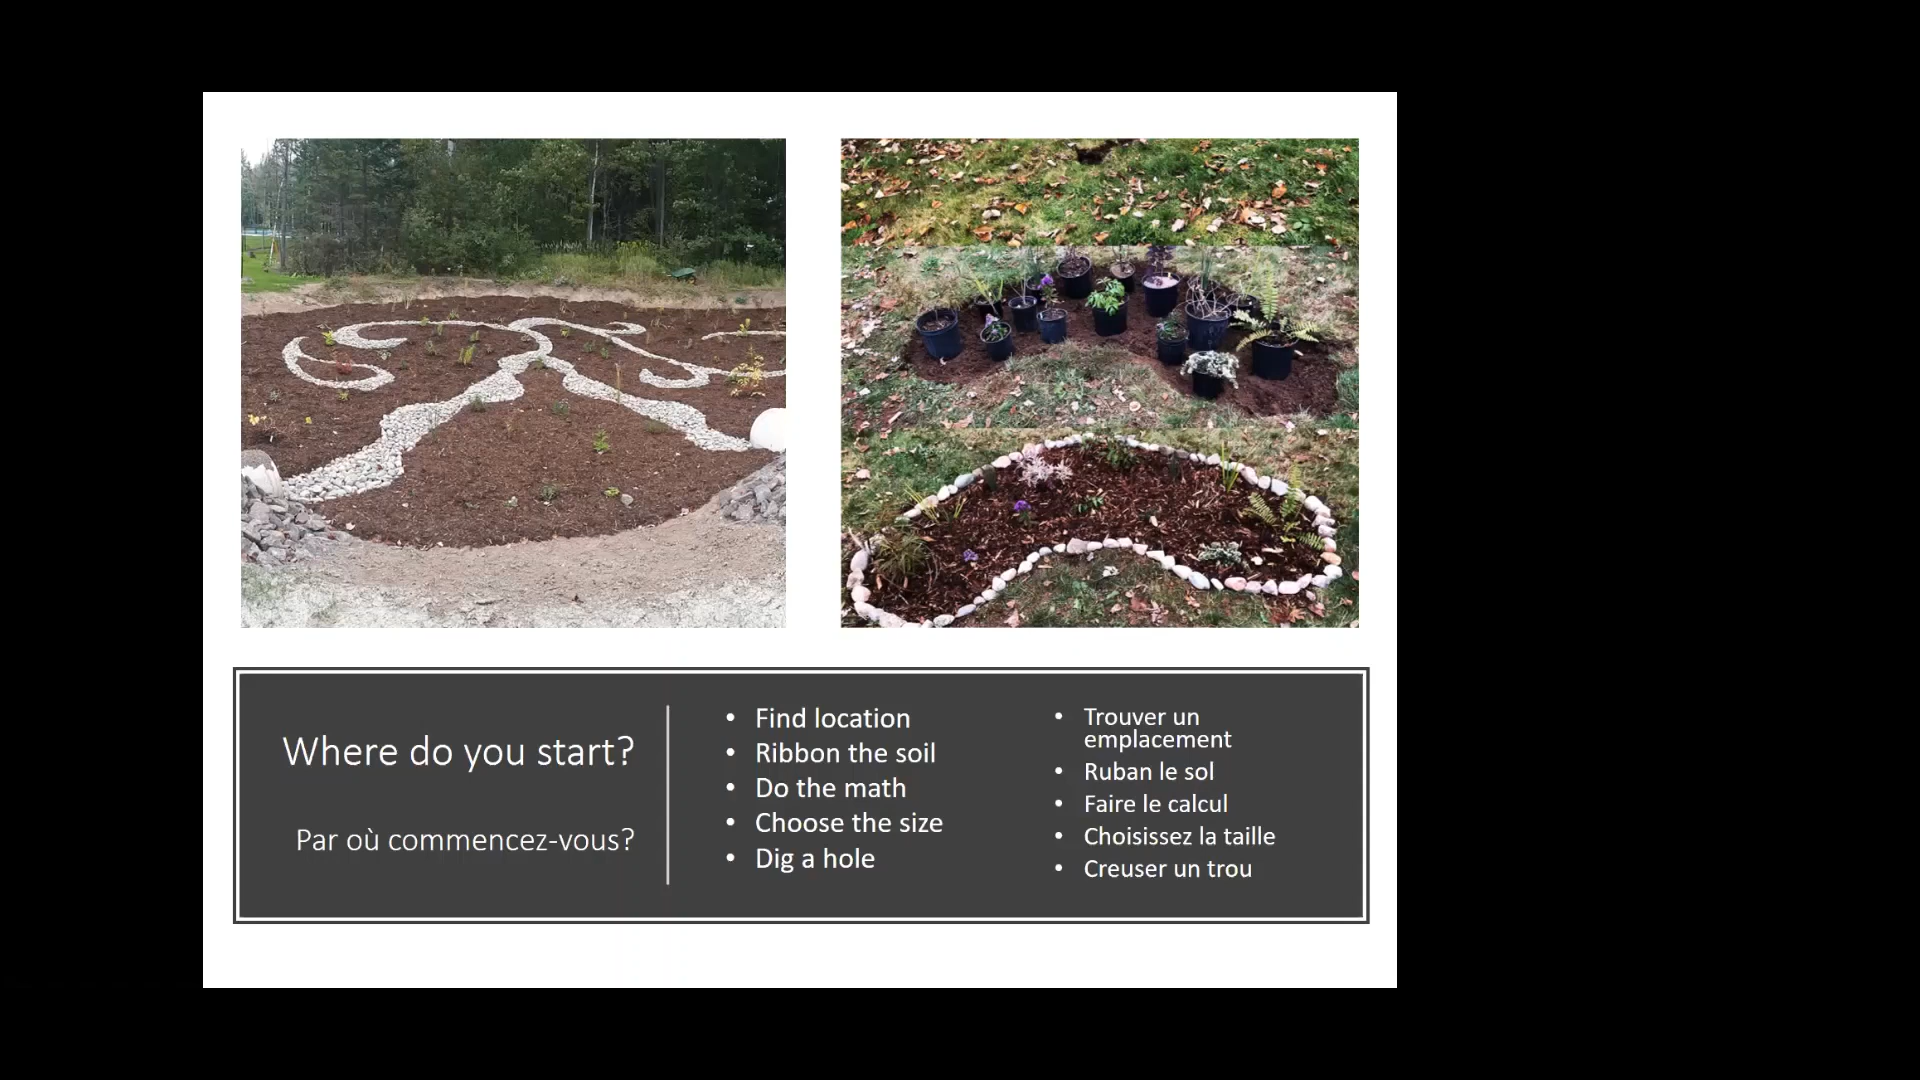 Where do you start?
Par où commencez-vous?
• Find location
• Ribbon the soil
• Do the math
• Choose the size
• Dig a hole
• Trouver un
emplacement
• Ruban le sol
• Faire le calcul
• Choisissez la taille
• Creuser un trou